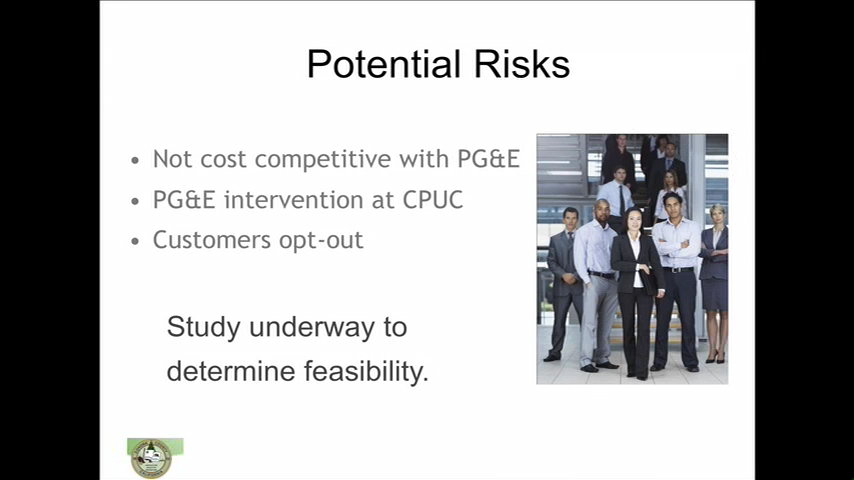 Potential Risks
• Not cost competitive with PG&E
• PG&E intervention at CPUC
• Customers opt-out
Study underway to
determine feasibility.